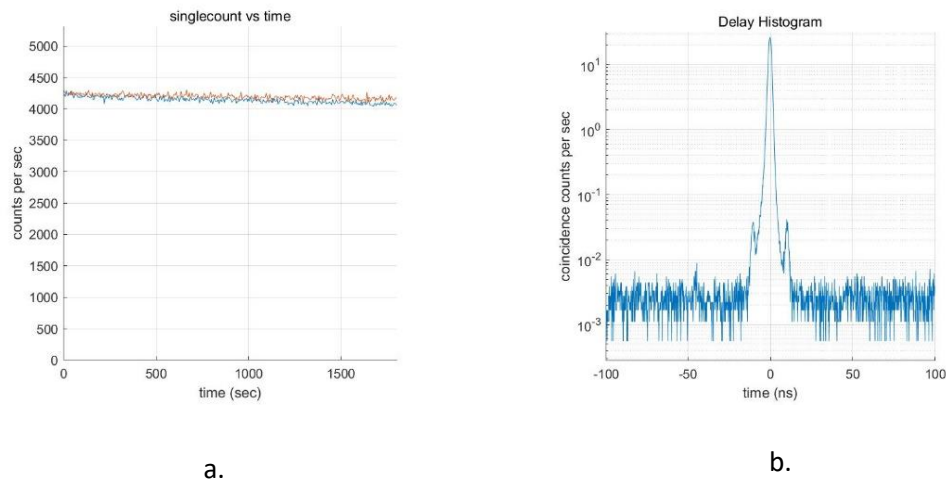 singlecount vs time
5000
4500
4000
3500
3000
2500
2000
1500
1000
500
0
counts per sec
0 500 1000 1500
time (sec)
a.
Delay Histogram
10^1
10^0
10^-1
10^-2
10^-3
coincidence counts per sec
-100 -50 0 50 100
time (ns)
b.